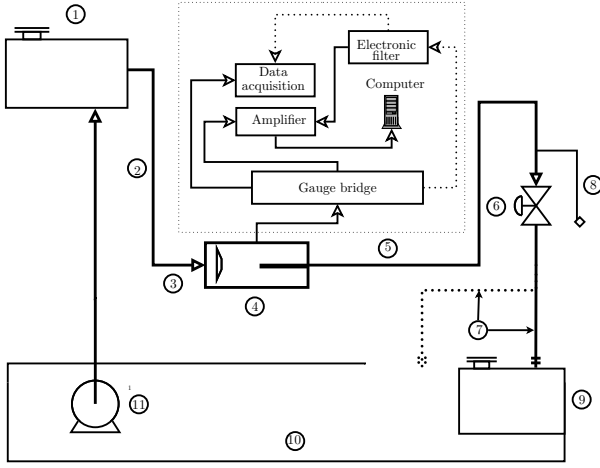 1
Electronic
filter
Data
acquisition
Computer
Amplifier
2
Gauge bridge
8
6
5
3
4
7
1
11
9
10